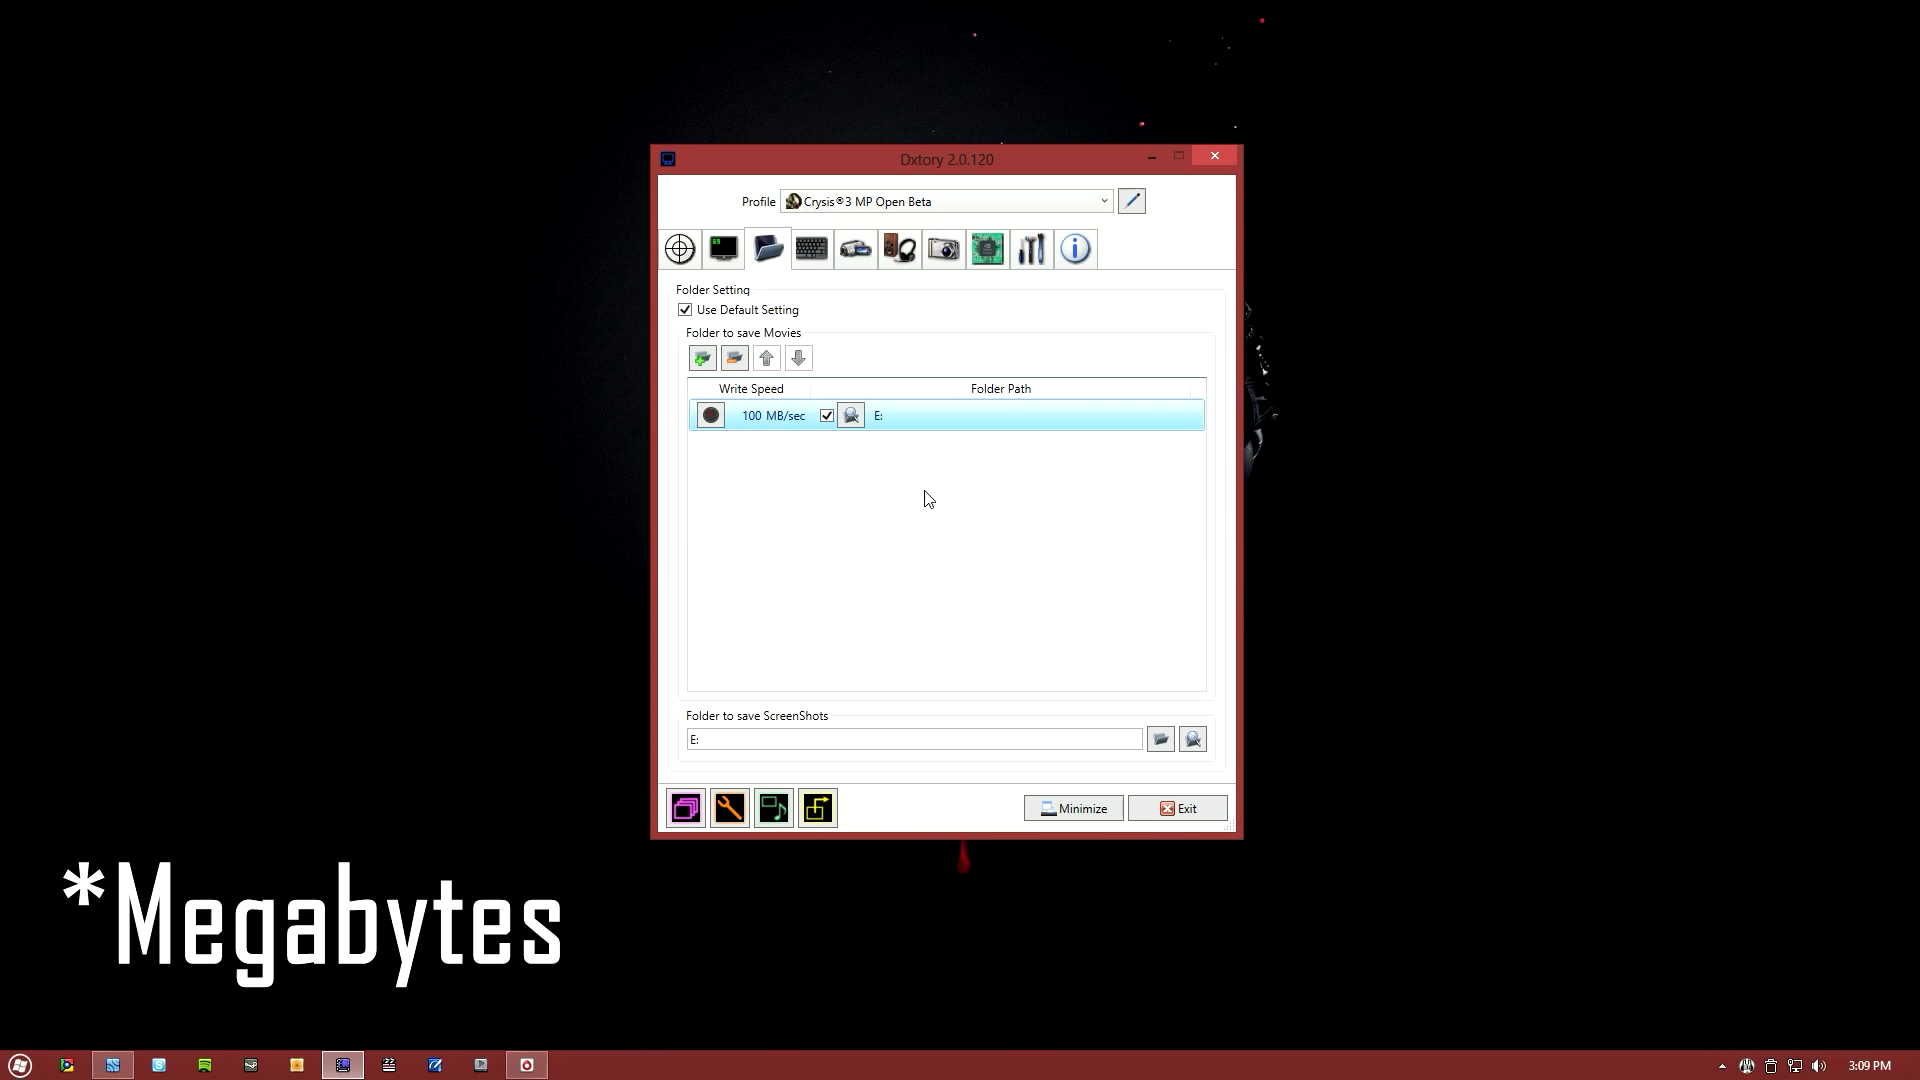 Dxtory 2.0.120
Profile
Crysis®3 MP Open Beta
69
Folder Setting
Use Default Setting
Folder to save Movies
Write Speed Folder Path
100 MB/sec E:
Folder to save ScreenShots
E:
Minimize Exit
*Megabytes
3:09 PM